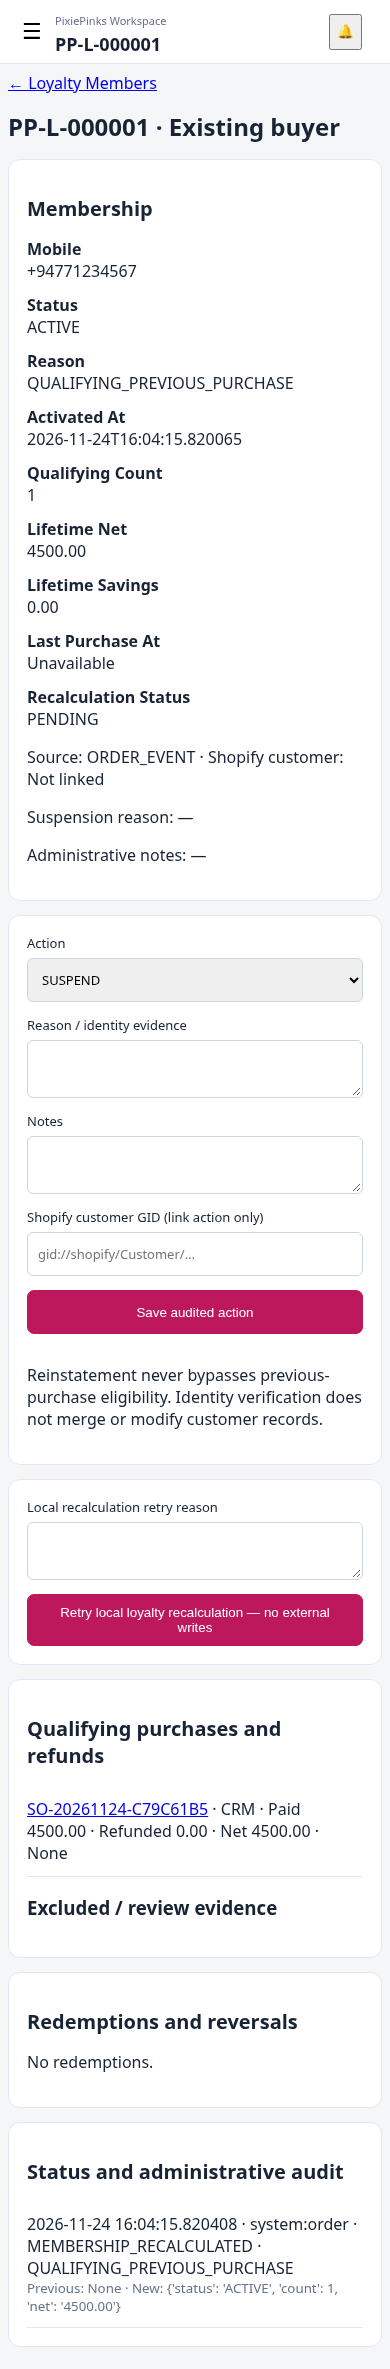 ☰ PixiePinks Workspace
PP-L-000001
🔔
← Loyalty Members
PP-L-000001 · Existing buyer
Membership
Mobile
+94771234567
Status
ACTIVE
Reason
QUALIFYING_PREVIOUS_PURCHASE
Activated At
2026-11-24T16:04:15.820065
Qualifying Count
1
Lifetime Net
4500.00
Lifetime Savings
0.00
Last Purchase At
Unavailable
Recalculation Status
PENDING
Source: ORDER_EVENT · Shopify customer:
Not linked
Suspension reason: —
Administrative notes: —
Action
SUSPEND
Reason / identity evidence
Notes
Shopify customer GID (link action only)
gid://shopify/Customer/...
Save audited action
Reinstatement never bypasses previous-
purchase eligibility. Identity verification does
not merge or modify customer records.
Local recalculation retry reason
Retry local loyalty recalculation — no external
writes
Qualifying purchases and
refunds
SO-20261124-C79C61B5 · CRM · Paid
4500.00 · Refunded 0.00 · Net 4500.00 ·
None
Excluded / review evidence
Redemptions and reversals
No redemptions.
Status and administrative audit
2026-11-24 16:04:15.820408 · system:order ·
MEMBERSHIP_RECALCULATED ·
QUALIFYING_PREVIOUS_PURCHASE
Previous: None · New: {'status': 'ACTIVE', 'count': 1,
'net': '4500.00'}